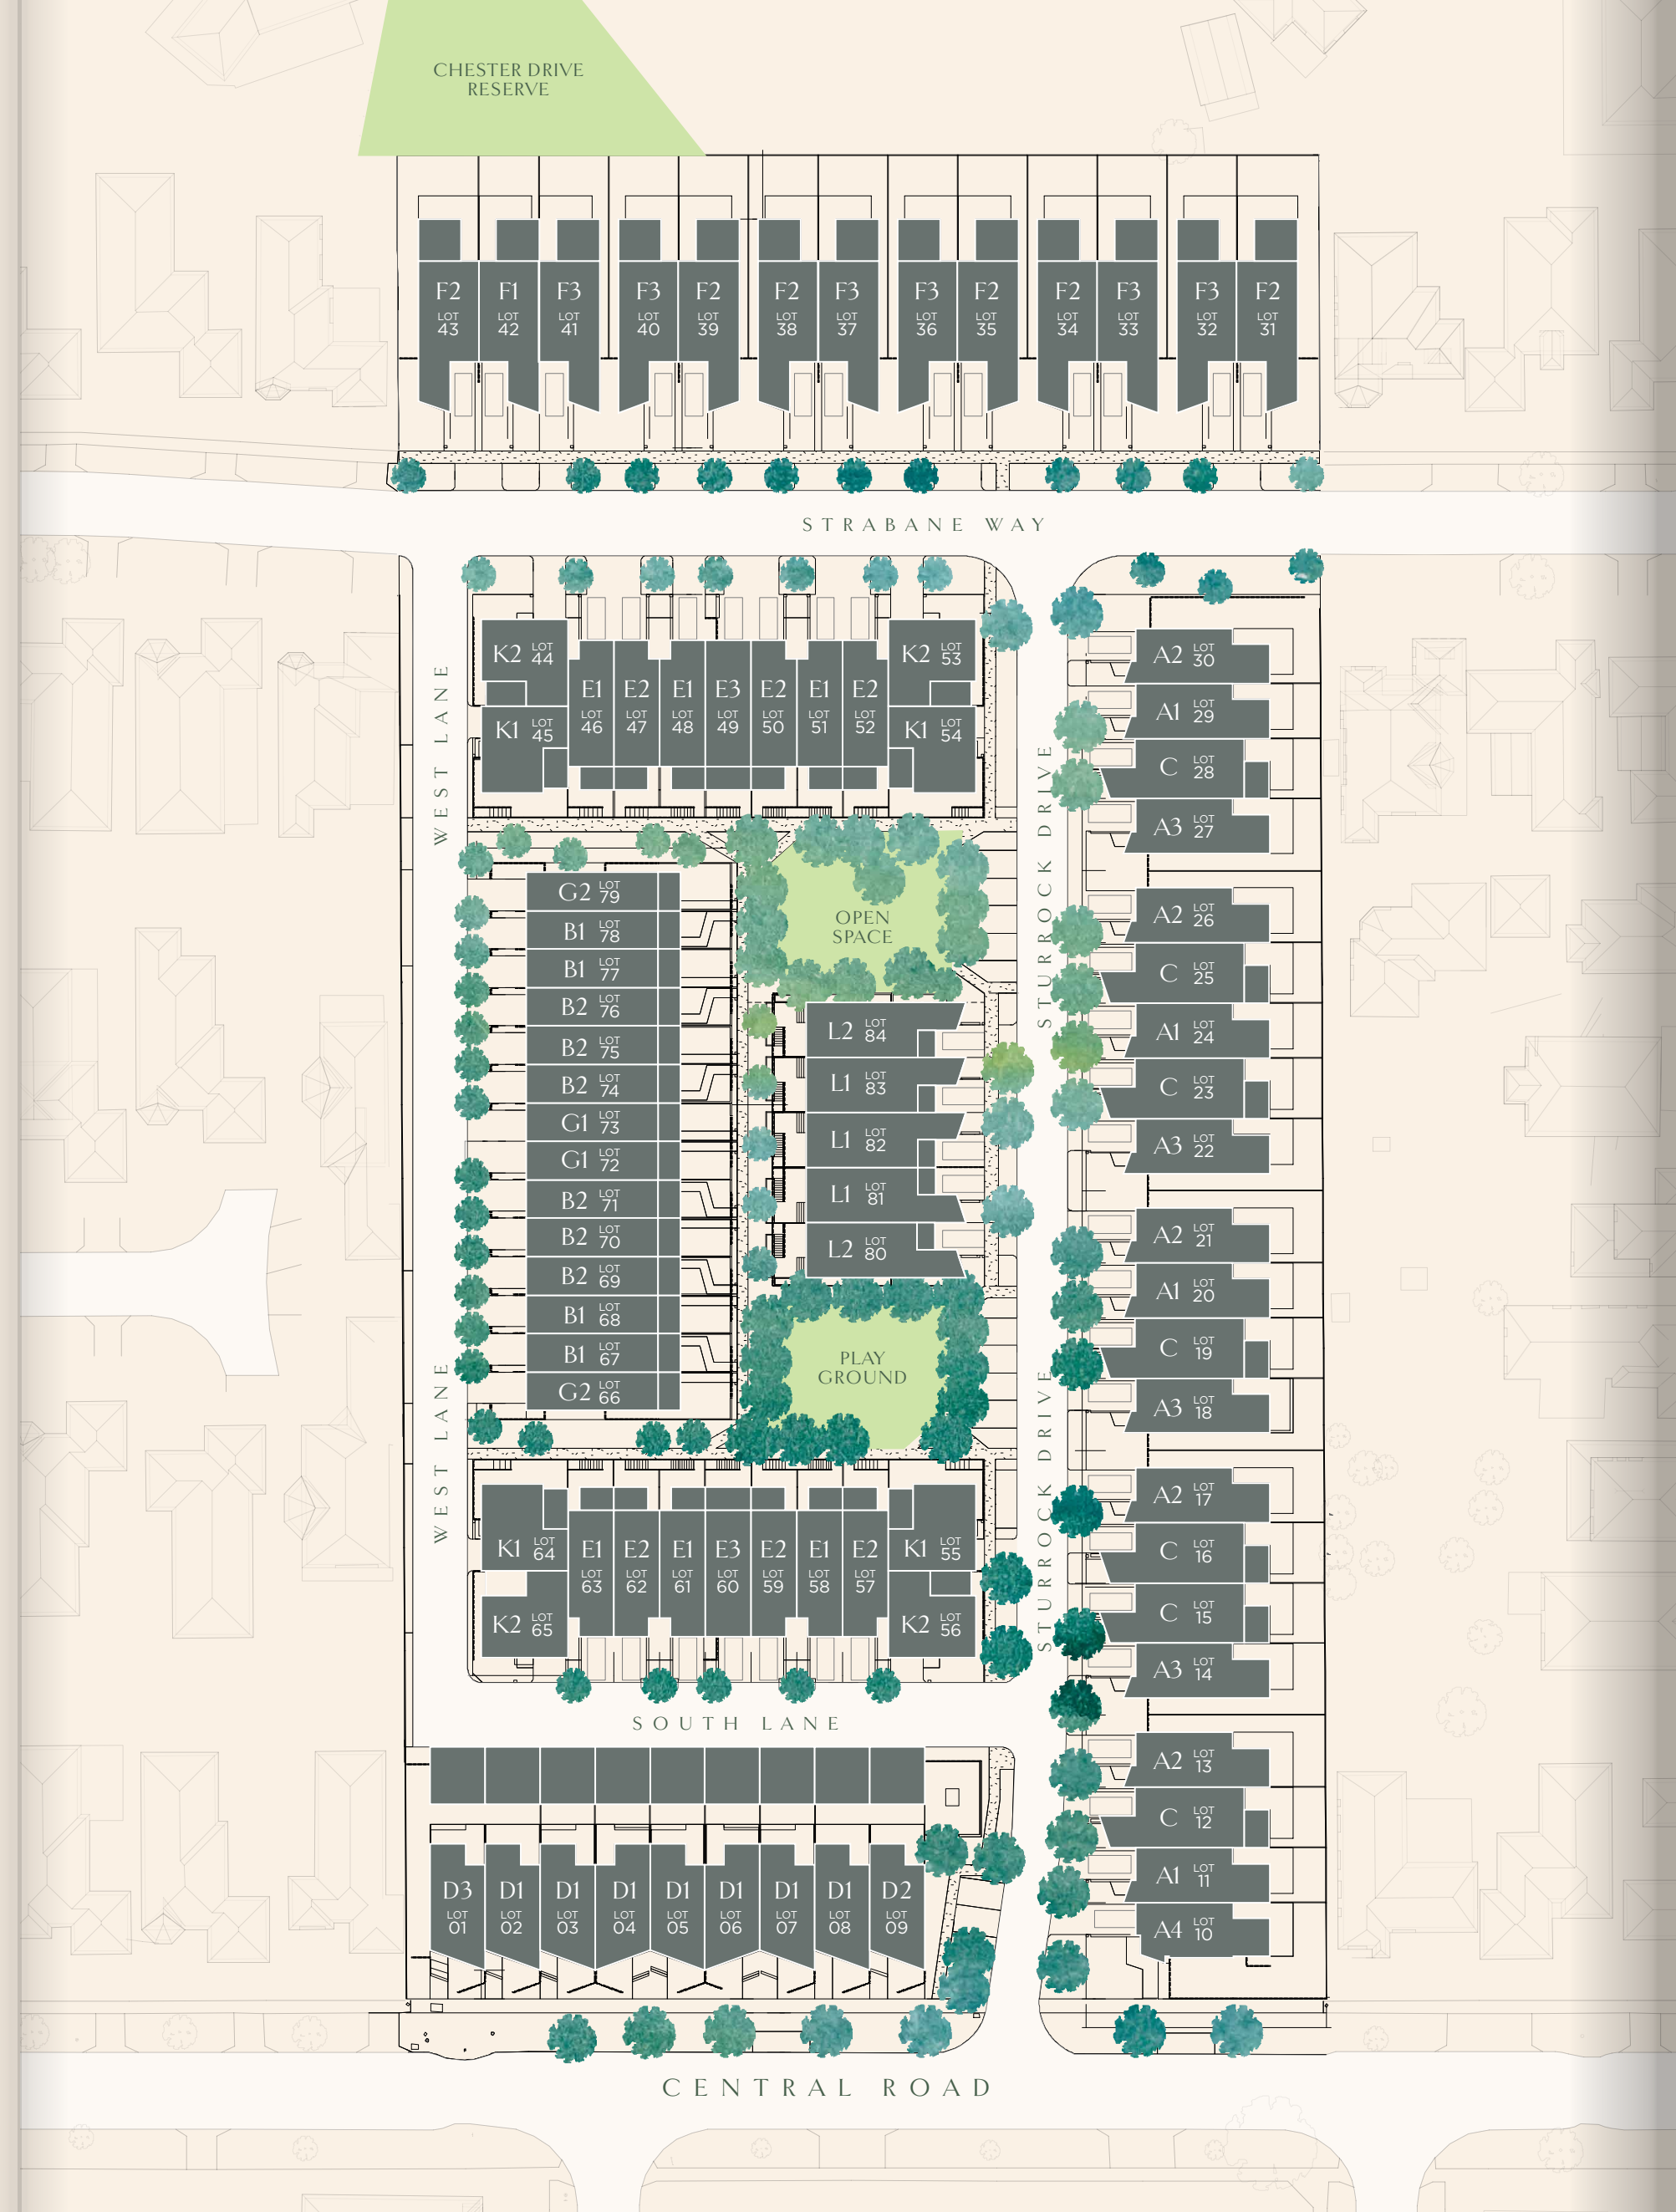 CHESTER DRIVE
RESERVE
F2
LOT
43
F1
LOT
42
F3
LOT
41
F3
LOT
40
F2
LOT
39
F2
LOT
38
F3
LOT
37
F3
LOT
36
F2
LOT
35
F2
LOT
34
F3
LOT
33
F3
LOT
32
F2
LOT
31
STRABANE WAY
WEST LANE
K2 LOT
44
K1 LOT
45
E1
LOT
46
E2
LOT
47
E1
LOT
48
E3
LOT
49
E2
LOT
50
E1
LOT
51
E2
LOT
52
K2 LOT
53
K1 LOT
54
STURROCK DRIVE
A2 LOT
30
A1 LOT
29
C LOT
28
A3 LOT
27
A2 LOT
26
C LOT
25
A1 LOT
24
C LOT
23
A3 LOT
22
A2 LOT
21
A1 LOT
20
C LOT
19
A3 LOT
18
A2 LOT
17
C LOT
16
C LOT
15
A3 LOT
14
A2 LOT
13
C LOT
12
A1 LOT
11
A4 LOT
10
G2 LOT
79
B1 LOT
78
B1 LOT
77
B2 LOT
76
B2 LOT
75
B2 LOT
74
G1 LOT
73
G1 LOT
72
B2 LOT
71
B2 LOT
70
B2 LOT
69
B1 LOT
68
B1 LOT
67
G2 LOT
66
OPEN
SPACE
L2 LOT
84
L1 LOT
83
L1 LOT
82
L1 LOT
81
L2 LOT
80
PLAY
GROUND
WEST LANE
STURROCK DRIVE
K1 LOT
64
K2 LOT
65
E1
LOT
63
E2
LOT
62
E1
LOT
61
E3
LOT
60
E2
LOT
59
E1
LOT
58
E2
LOT
57
K1 LOT
55
K2 LOT
56
SOUTH LANE
D3
LOT
01
D1
LOT
02
D1
LOT
03
D1
LOT
04
D1
LOT
05
D1
LOT
06
D1
LOT
07
D1
LOT
08
D2
LOT
09
CENTRAL ROAD